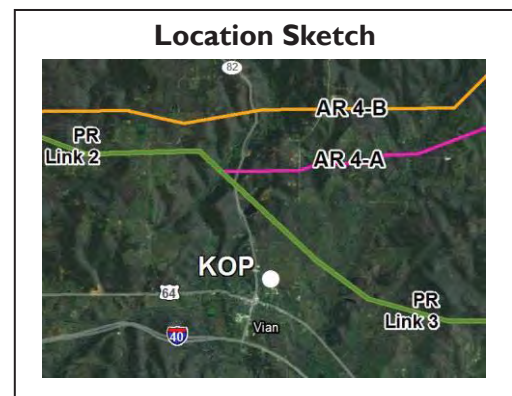 Location Sketch
82
AR 4-B
PR
Link 2
AR 4-A
KOP
64
PR
Link 3
Vian
40